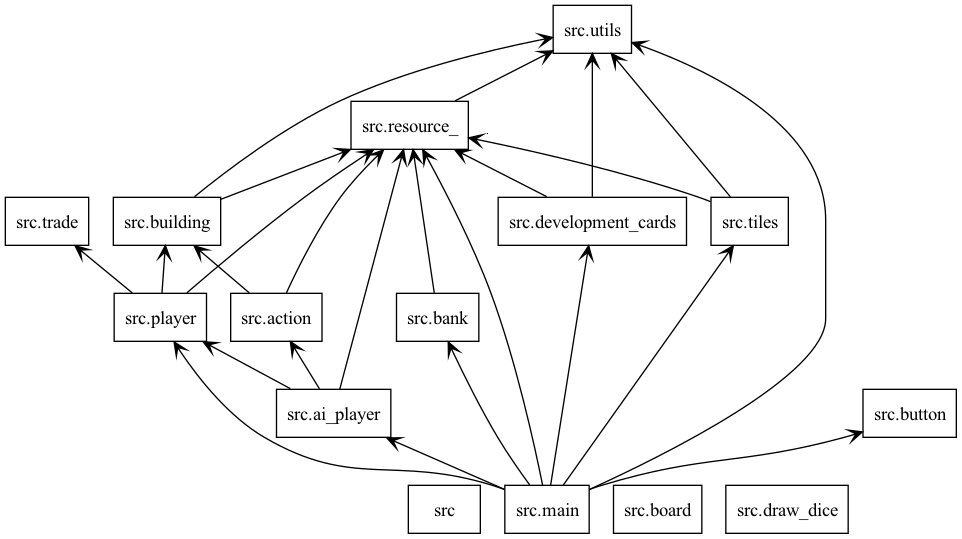 src.utils
src.resource_
src.trade
src.building
src.development_cards
src.tiles
src.player
src.action
src.bank
src.ai_player
src.button
src
src.main
src.board
src.draw_dice